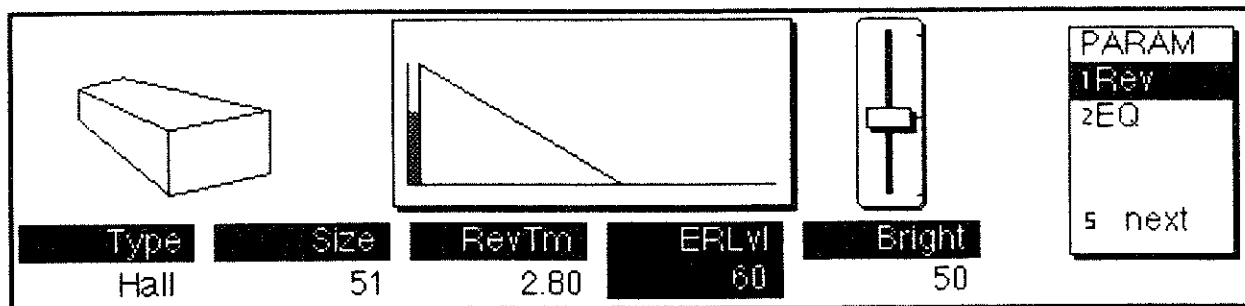 PARAM
1Rev
2EQ
5 next
Type Size RevTm ERLvl Bright
Hall 51 2.80 60 50